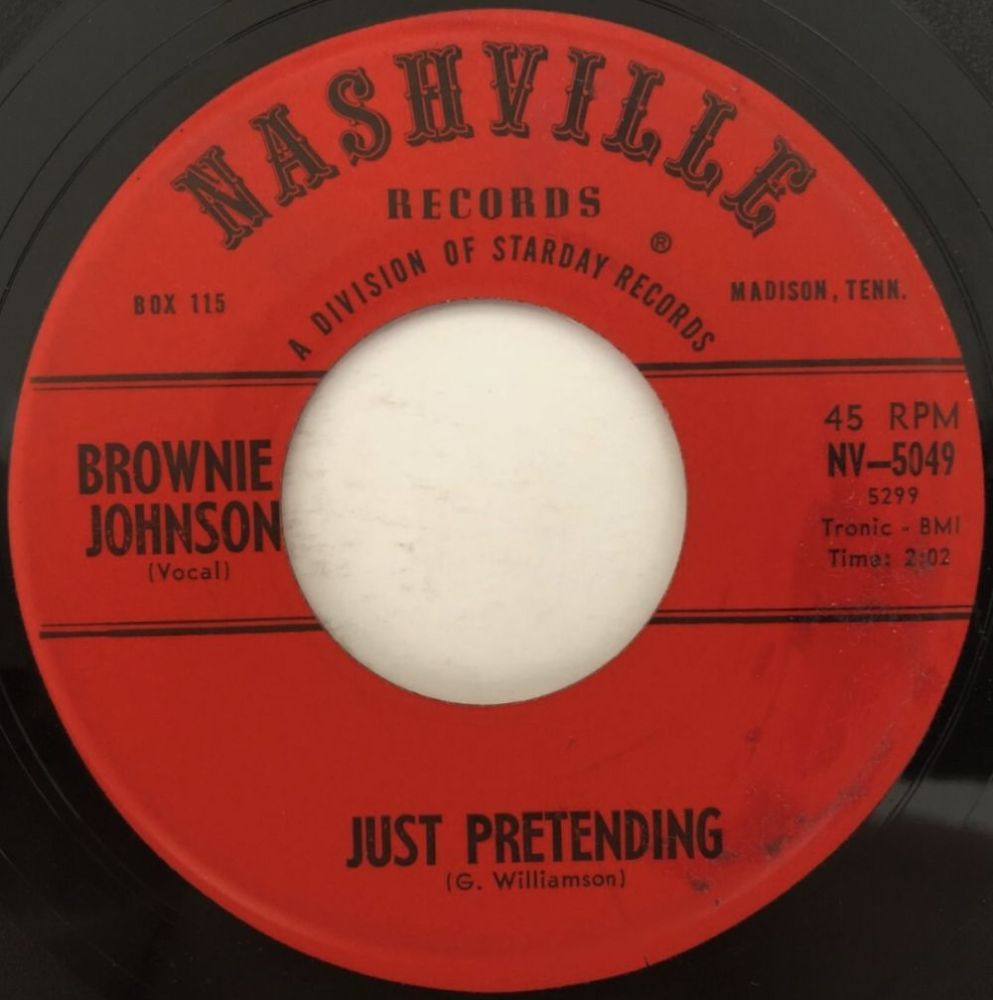 NASHVILLE
RECORDS
®
A DIVISION OF STARDAY RECORDS
BOX 115
MADISON, TENN.
BROWNIE
JOHNSON
(Vocal)
45 RPM
NV-5049
5299
Tronic - BMI
Time: 2:02
JUST PRETENDING
(G. Williamson)